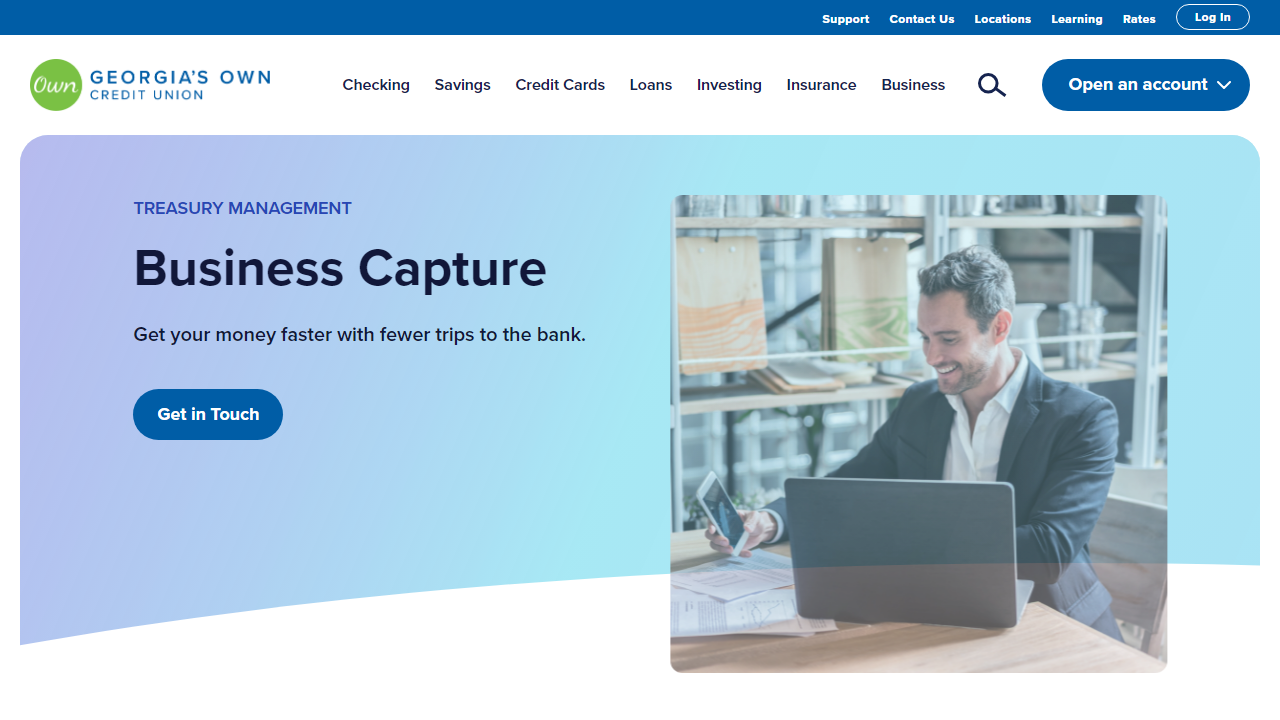 Support Contact Us Locations Learning Rates Log In
Own GEORGIA'S OWN
CREDIT UNION
Checking Savings Credit Cards Loans Investing Insurance Business Open an account
TREASURY MANAGEMENT
Business Capture
Get your money faster with fewer trips to the bank.
Get in Touch